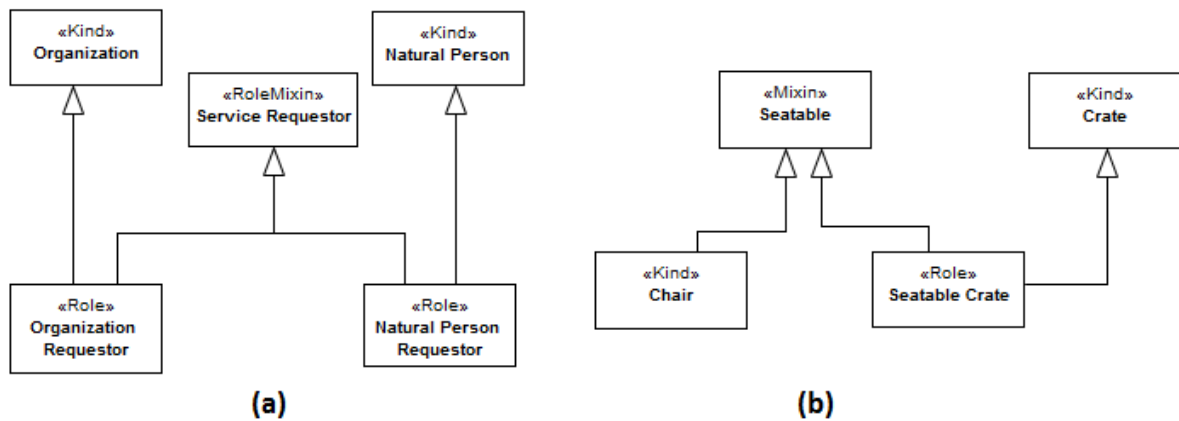 «Kind»
Organization
«Kind»
Natural Person
«RoleMixin»
Service Requestor
«Role»
Organization
Requestor
«Role»
Natural Person
Requestor
(a)
«Mixin»
Seatable
«Kind»
Crate
«Kind»
Chair
«Role»
Seatable Crate
(b)